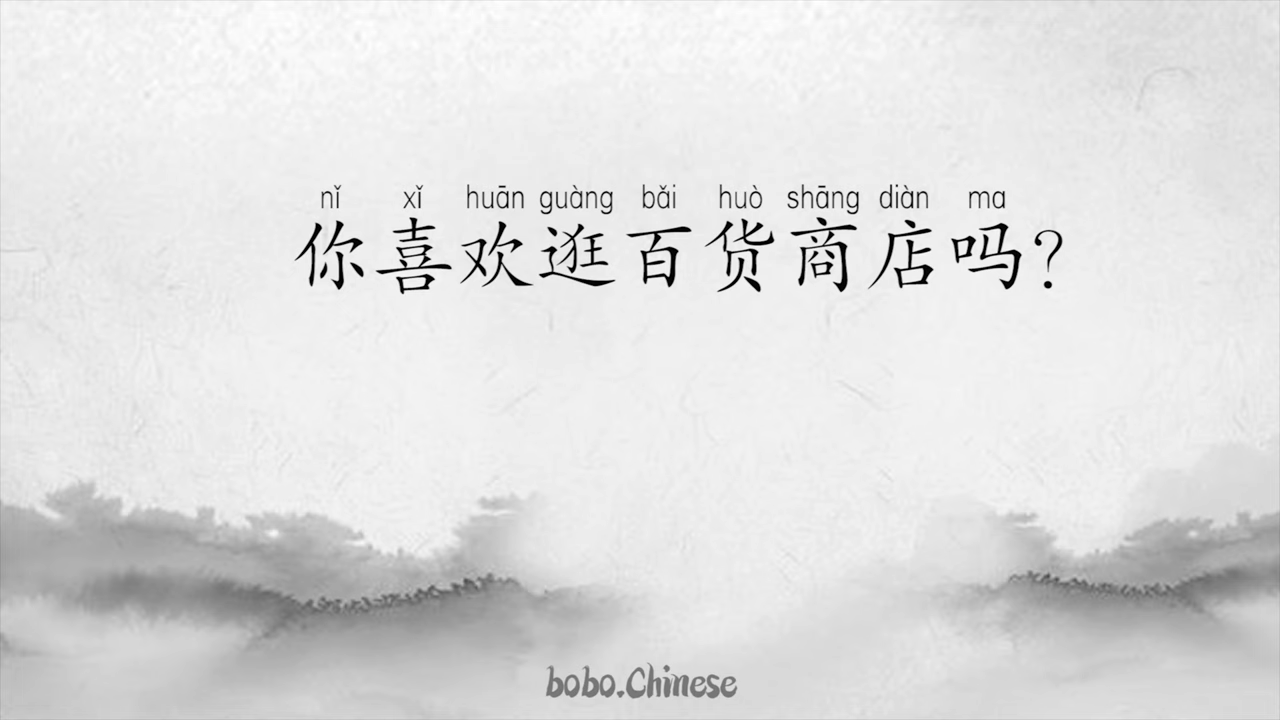 nǐ xǐ huān guàng bǎi huò shāng diàn ma
你喜欢逛百货商店吗？
bobo.Chinese